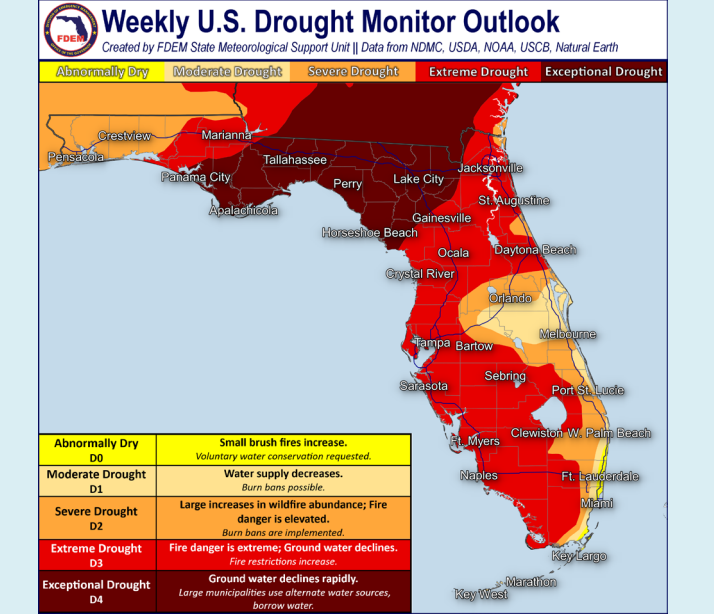 Weekly U.S. Drought Monitor Outlook
Created by FDEM State Meteorological Support Unit || Data from NDMC, USDA, NOAA, USCB, Natural Earth
FDEM
Abnormally Dry Moderate Drought Severe Drought Extreme Drought Exceptional Drought
Crestview
Marianna
Pensacola
Tallahassee
Jacksonville
Panama City
Perry
Lake City
St. Augustine
Apalachicola
Gainesville
Horseshoe Beach
Ocala
Daytona Beach
Crystal River
Orlando
Melbourne
Tampa
Bartow
Sebring
Sarasota
Port St. Lucie
Ft. Myers
Clewiston
W. Palm Beach
Naples
Ft. Lauderdale
Miami
Key Largo
Marathon
Key West
Abnormally Dry
D0
Small brush fires increase.
Voluntary water conservation requested.
Moderate Drought
D1
Water supply decreases.
Burn bans possible.
Severe Drought
D2
Large increases in wildfire abundance; Fire
danger is elevated.
Burn bans are implemented.
Extreme Drought
D3
Fire danger is extreme; Ground water declines.
Fire restrictions increase.
Exceptional Drought
D4
Ground water declines rapidly.
Large municipalities use alternate water sources,
borrow water.